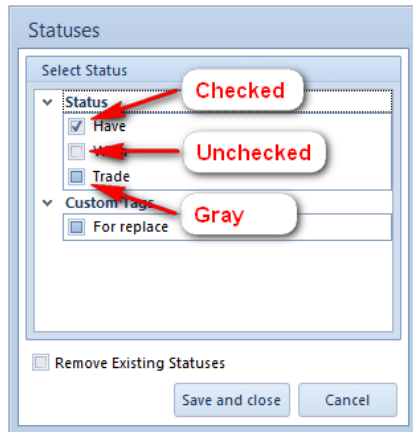 Statuses
Select Status
Status
Checked
Have
Unchecked
Trade
Custom Tags
Gray
For replace
Remove Existing Statuses
Save and close
Cancel